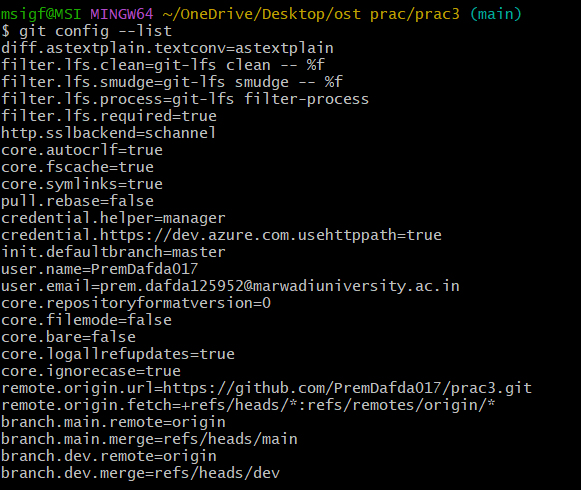 msigf@MSI MINGW64 ~/OneDrive/Desktop/ost prac/prac3 (main)
$ git config --list
diff.astextplain.textconv=astextplain
filter.lfs.clean=git-lfs clean -- %f
filter.lfs.smudge=git-lfs smudge -- %f
filter.lfs.process=git-lfs filter-process
filter.lfs.required=true
http.sslbackend=schannel
core.autocrlf=true
core.fscache=true
core.symlinks=true
pull.rebase=false
credential.helper=manager
credential.https://dev.azure.com.usehttppath=true
init.defaultbranch=master
user.name=PremDafda017
user.email=prem.dafda125952@marwadiuniversity.ac.in
core.repositoryformatversion=0
core.filemode=false
core.bare=false
core.logallrefupdates=true
core.ignorecase=true
remote.origin.url=https://github.com/PremDafda017/prac3.git
remote.origin.fetch=+refs/heads/*:refs/remotes/origin/*
branch.main.remote=origin
branch.main.merge=refs/heads/main
branch.dev.remote=origin
branch.dev.merge=refs/heads/dev